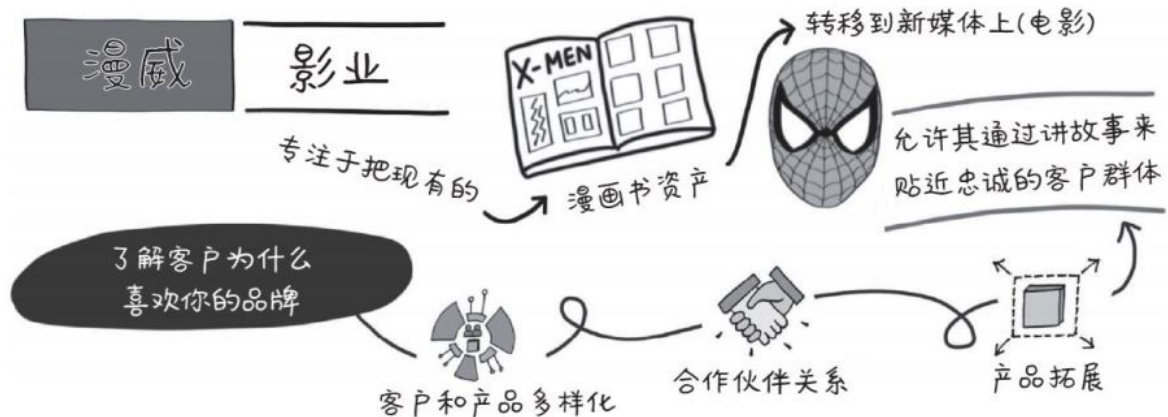 漫威 影业
专注于把现有的
X-MEN
漫画书资产
转移到新媒体上(电影)
允许其通过讲故事来
贴近忠诚的客户群体
了解客户为什么
喜欢你的品牌
客户和产品多样化
合作伙伴关系
产品拓展